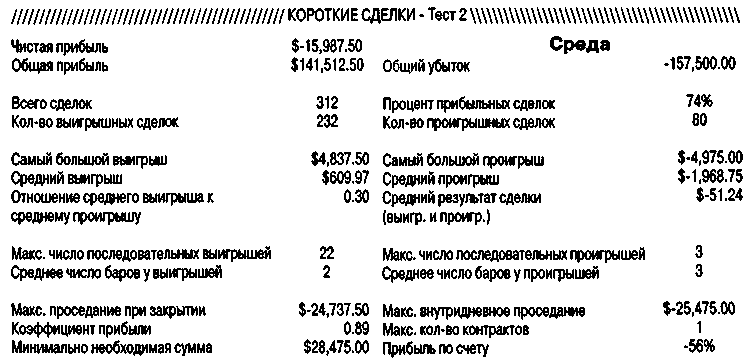 //////////////////////////////////////////////// КОРОТКИЕ СДЕЛКИ - Тест 2 \\\\\\\\\\\\\\\\\\\\\\\\\\\\\\\\\\\\\\\\\\\\\\\\
Чистая прибыль $-15,987.50 Среда
Общая прибыль $141,512.50 Общий убыток -157,500.00
Всего сделок 312 Процент прибыльных сделок 74%
Кол-во выигрышных сделок 232 Кол-во проигрышных сделок 80
Самый большой выигрыш $4,837.50 Самый большой проигрыш $-4,975.00
Средний выигрыш $609.97 Средний проигрыш $-1,968.75
Отношение среднего выигрыша к 0.30 Средний результат сделки $-51.24
среднему проигрышу (выигр. и проигр.)
Макс. число последовательных выигрышей 22 Макс. число последовательных проигрышей 3
Среднее число баров у выигрышей 2 Среднее число баров у проигрышей 3
Макс. проседание при закрытии $-24,737.50 Макс. внутридневное проседание $-25,475.00
Коэффициент прибыли 0.89 Макс. кол-во контрактов 1
Минимально необходимая сумма $28,475.00 Прибыль по счету -56%